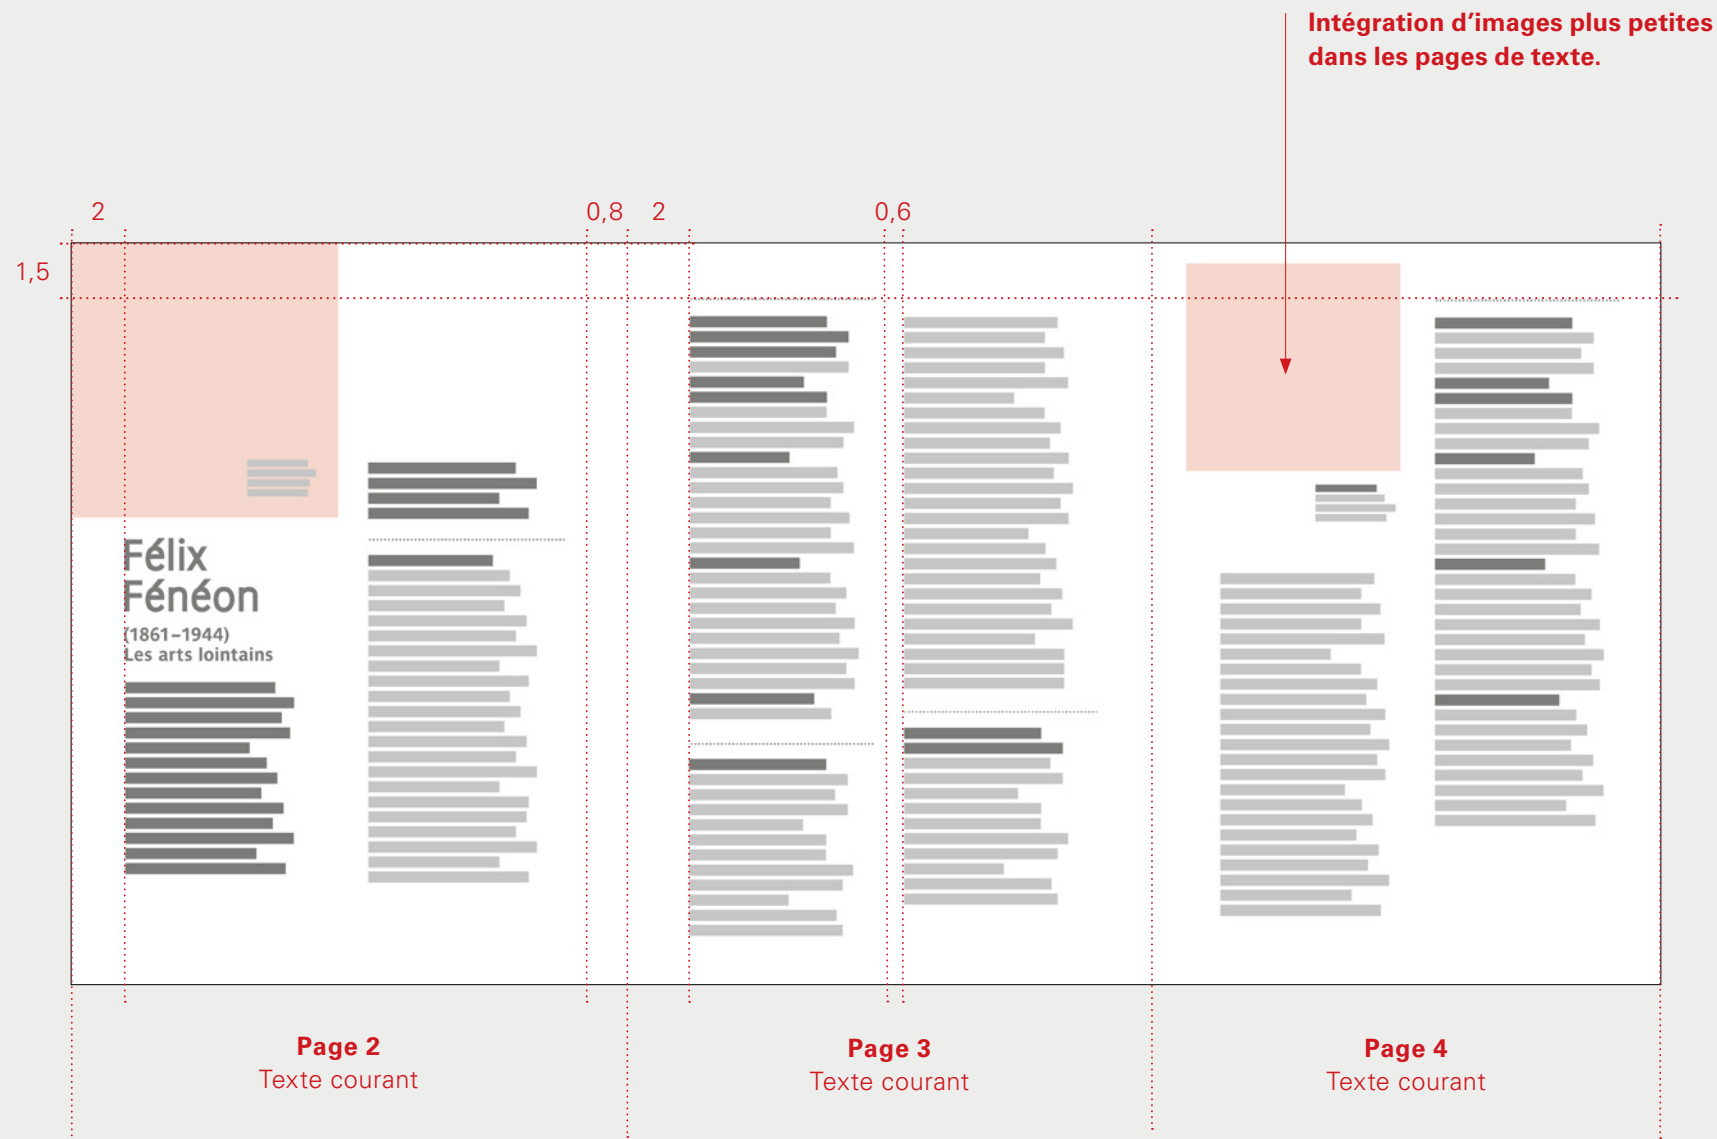 Intégration d’images plus petites
dans les pages de texte.
2
0,8
2
0,6
1,5
Félix
Fénéon
(1861–1944)
Les arts lointains
Page 2
Texte courant
Page 3
Texte courant
Page 4
Texte courant